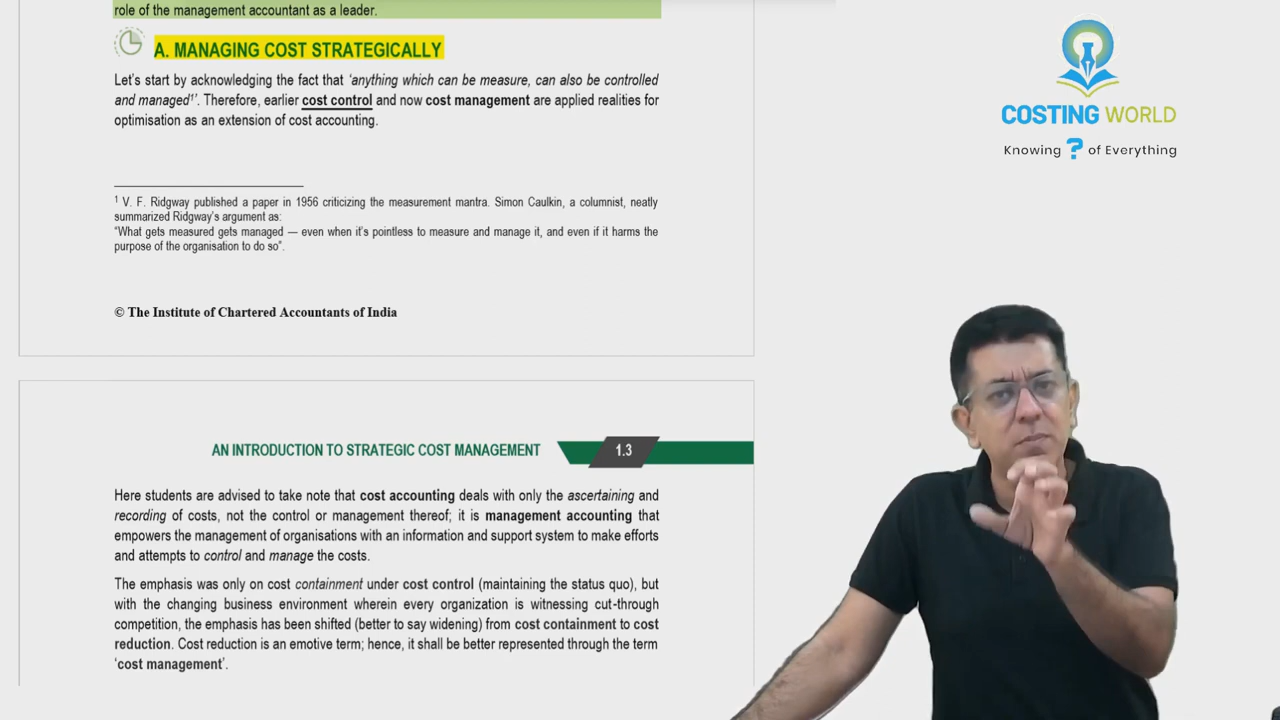 role of the management accountant as a leader.
A. MANAGING COST STRATEGICALLY
Let's start by acknowledging the fact that 'anything which can be measure, can also be controlled
and managed¹'. Therefore, earlier cost control and now cost management are applied realities for
optimisation as an extension of cost accounting.
¹ V. F. Ridgway published a paper in 1956 criticizing the measurement mantra. Simon Caulkin, a columnist, neatly
summarized Ridgway's argument as:
"What gets measured gets managed — even when it's pointless to measure and manage it, and even if it harms the
purpose of the organisation to do so".
© The Institute of Chartered Accountants of India
AN INTRODUCTION TO STRATEGIC COST MANAGEMENT 1.3
Here students are advised to take note that cost accounting deals with only the ascertaining and
recording of costs, not the control or management thereof; it is management accounting that
empowers the management of organisations with an information and support system to make efforts
and attempts to control and manage the costs.
The emphasis was only on cost containment under cost control (maintaining the status quo), but
with the changing business environment wherein every organization is witnessing cut-through
competition, the emphasis has been shifted (better to say widening) from cost containment to cost
reduction. Cost reduction is an emotive term; hence, it shall be better represented through the term
'cost management'.
COSTING WORLD
Knowing ? of Everything